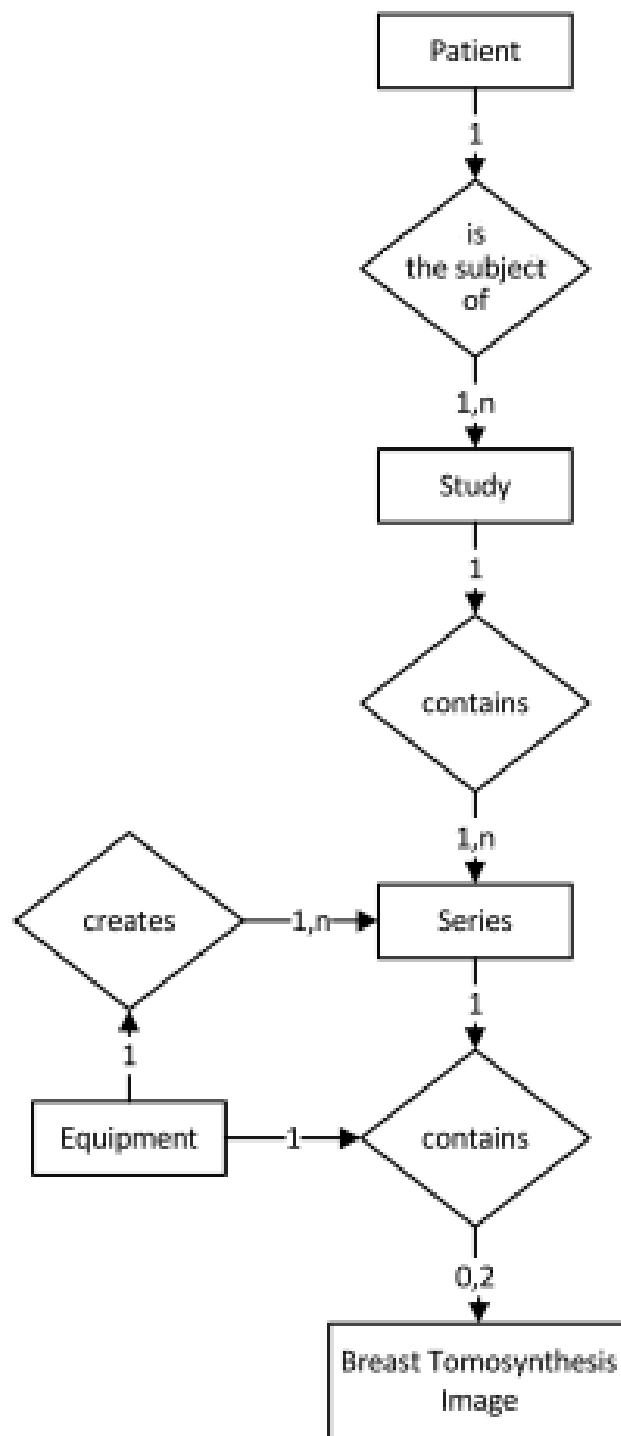 Patient
1
is
the subject
of
1,n
Study
1
contains
1,n
creates
1,n
Series
1
1
Equipment
1
contains
0,2
Breast Tomosynthesis
Image